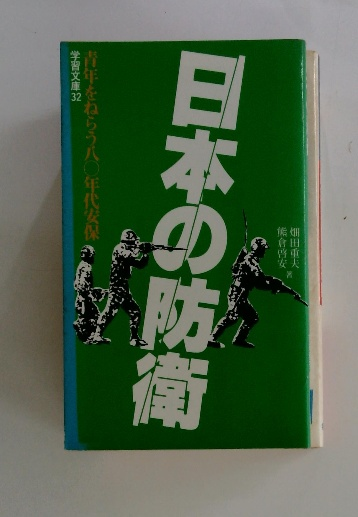 日本の防衛
畑田重夫
熊倉啓安 著
青年をねらう八〇年代安保
学習文庫32